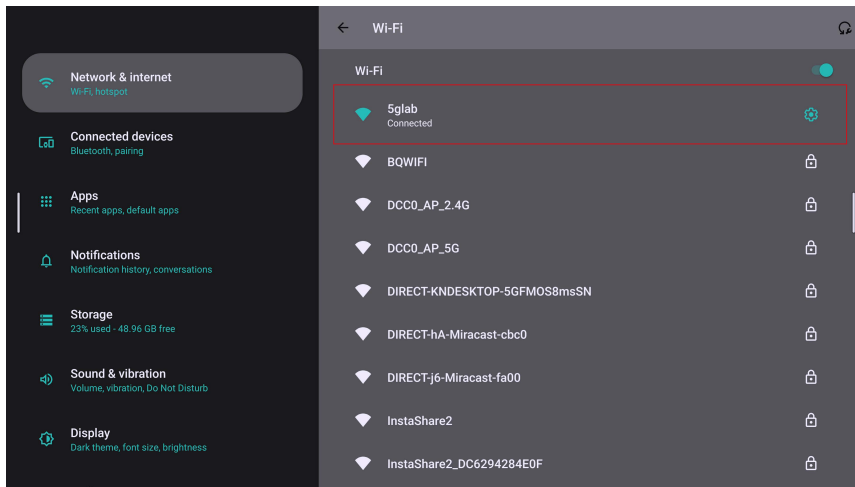 Network & internet
Wi-Fi, hotspot
Connected devices
Bluetooth, pairing
Apps
Recent apps, default apps
Notifications
Notification history, conversations
Storage
23% used - 48.96 GB free
Sound & vibration
Volume, vibration, Do Not Disturb
Display
Dark theme, font size, brightness
Wi-Fi
Wi-Fi
5glab
Connected
BQWIFI
DCC0_AP_2.4G
DCC0_AP_5G
DIRECT-KNDESKTOP-5GFMOS8msSN
DIRECT-hA-Miracast-cbc0
DIRECT-j6-Miracast-fa00
InstaShare2
InstaShare2_DC6294284E0F